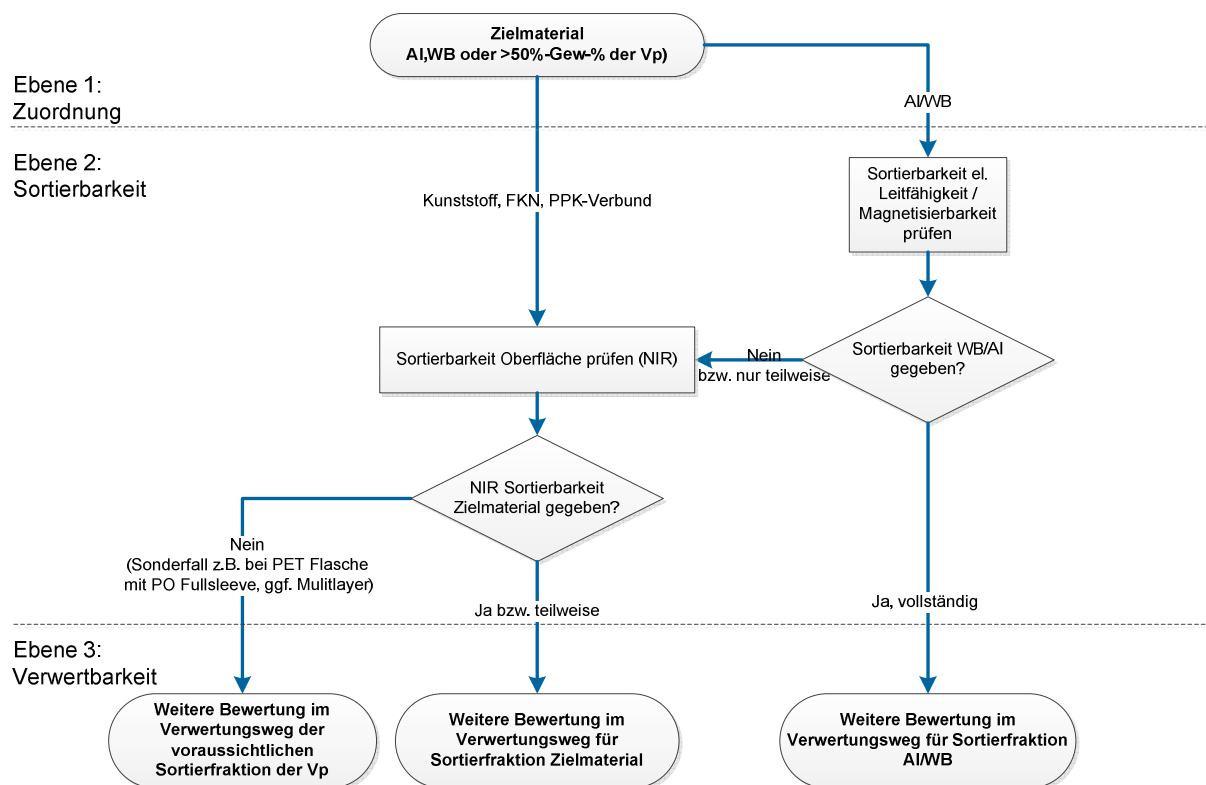 Zielmaterial
Al,WB oder >50%-Gew-% der Vp)
Ebene 1:
Zuordnung
Al/WB
Ebene 2:
Sortierbarkeit
Sortierbarkeit el.
Leitfähigkeit /
Magnetisierbarkeit
prüfen
Kunststoff, FKN, PPK-Verbund
Sortierbarkeit Oberfläche prüfen (NIR)
Nein
bzw. nur teilweise
Sortierbarkeit WB/Al
gegeben?
NIR Sortierbarkeit
Zielmaterial gegeben?
Nein
(Sonderfall z.B. bei PET Flasche
mit PO Fullsleeve, ggf. Mulitlayer)
Ja bzw. teilweise
Ja, vollständig
Ebene 3:
Verwertbarkeit
Weitere Bewertung im
Verwertungsweg der
voraussichtlichen
Sortierfraktion der Vp
Weitere Bewertung im
Verwertungsweg für
Sortierfraktion Zielmaterial
Weitere Bewertung im
Verwertungsweg für Sortierfraktion
Al/WB